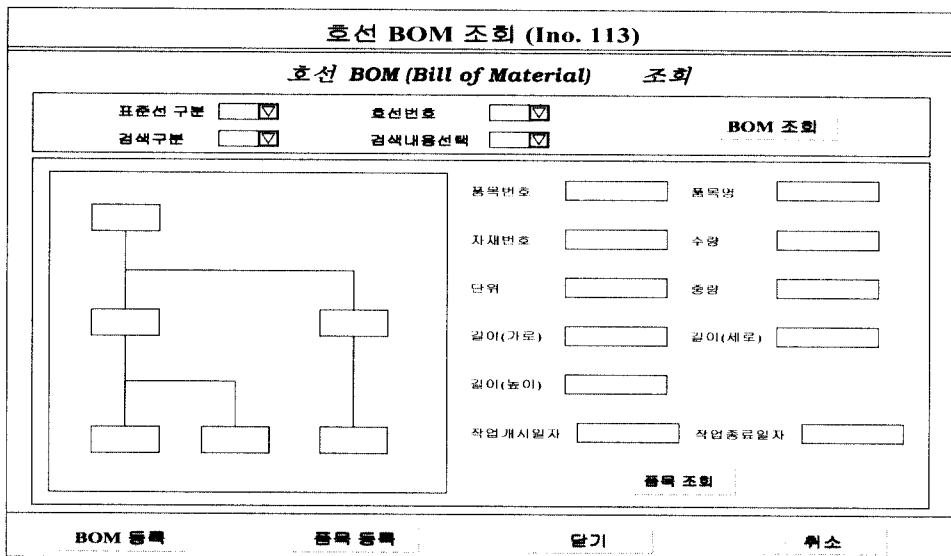 호선 BOM 조회 (Ino. 113)
호선 BOM (Bill of Material) 조회
표준선 구분 호선번호
검색구분 검색내용선택
BOM 조회
품목번호 품목명
자재번호 수량
단위 중량
길이(가로) 길이(세로)
길이(높이)
작업개시일자 작업종료일자
품목 조회
BOM 등록 품목 등록 닫기 취소